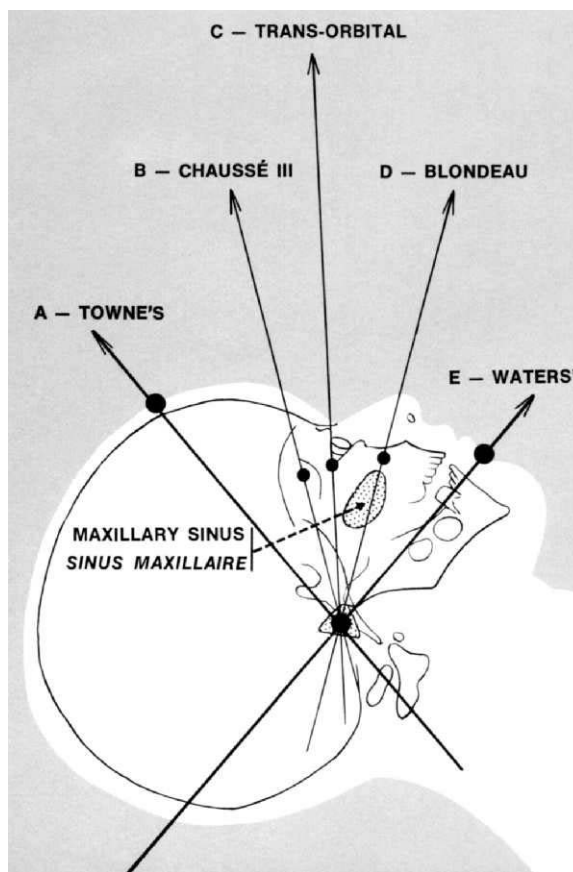 C — TRANS-ORBITAL
B — CHAUSSÉ III
D — BLONDEAU
A — TOWNE'S
E — WATERS'
MAXILLARY SINUS
SINUS MAXILLAIRE